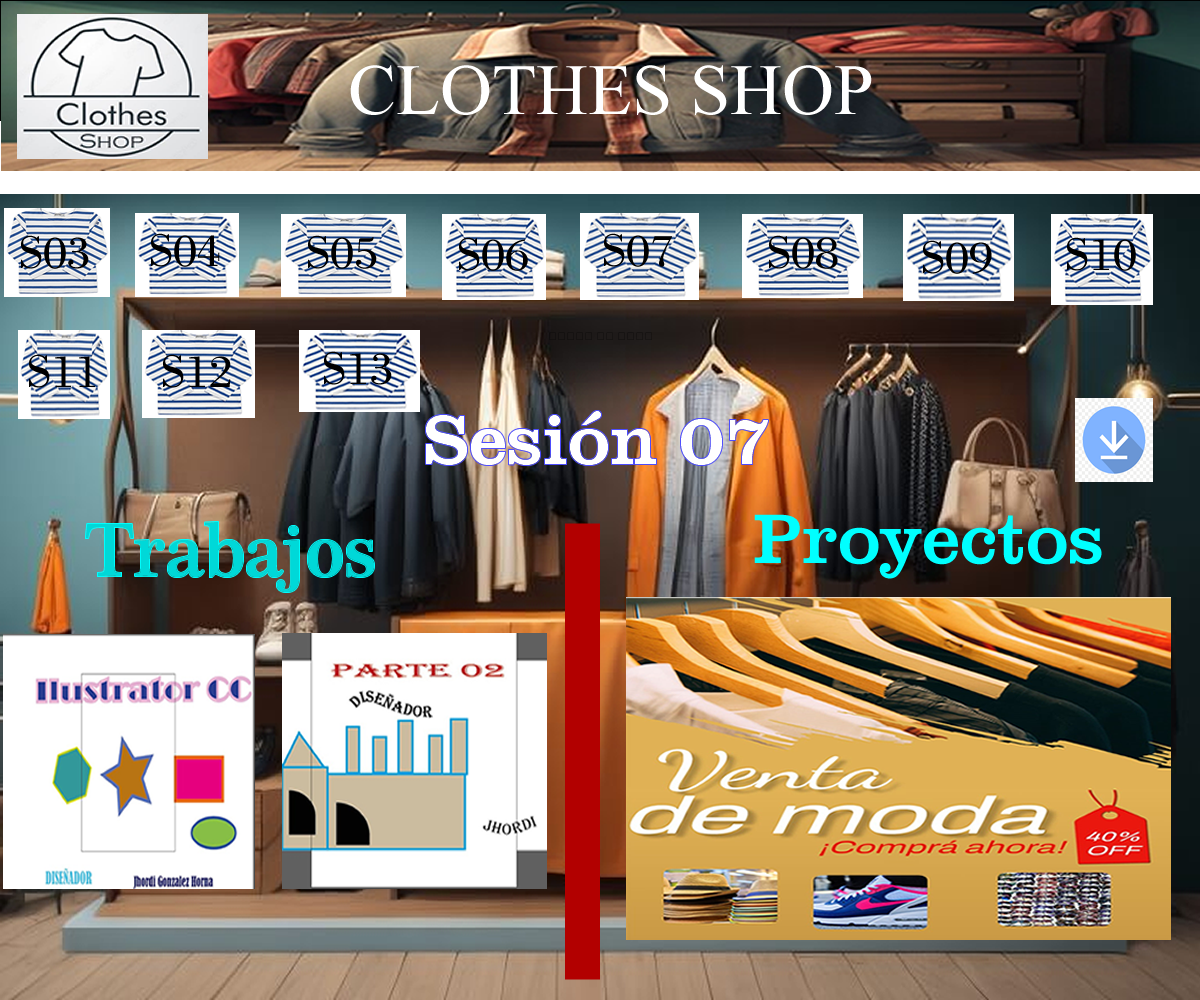 Clothes
SHOP
CLOTHES SHOP
S03 S04 S05 S06 S07 S08 S09 S10
S11 S12 S13
Sesión 07
Trabajos
Proyectos
Ilustrator CC
DISEÑADOR
Jhordi Gonzalez Horna
PARTE 02
DISEÑADOR
JHORDI
Venta
de moda
¡Comprá ahora!
40%
OFF